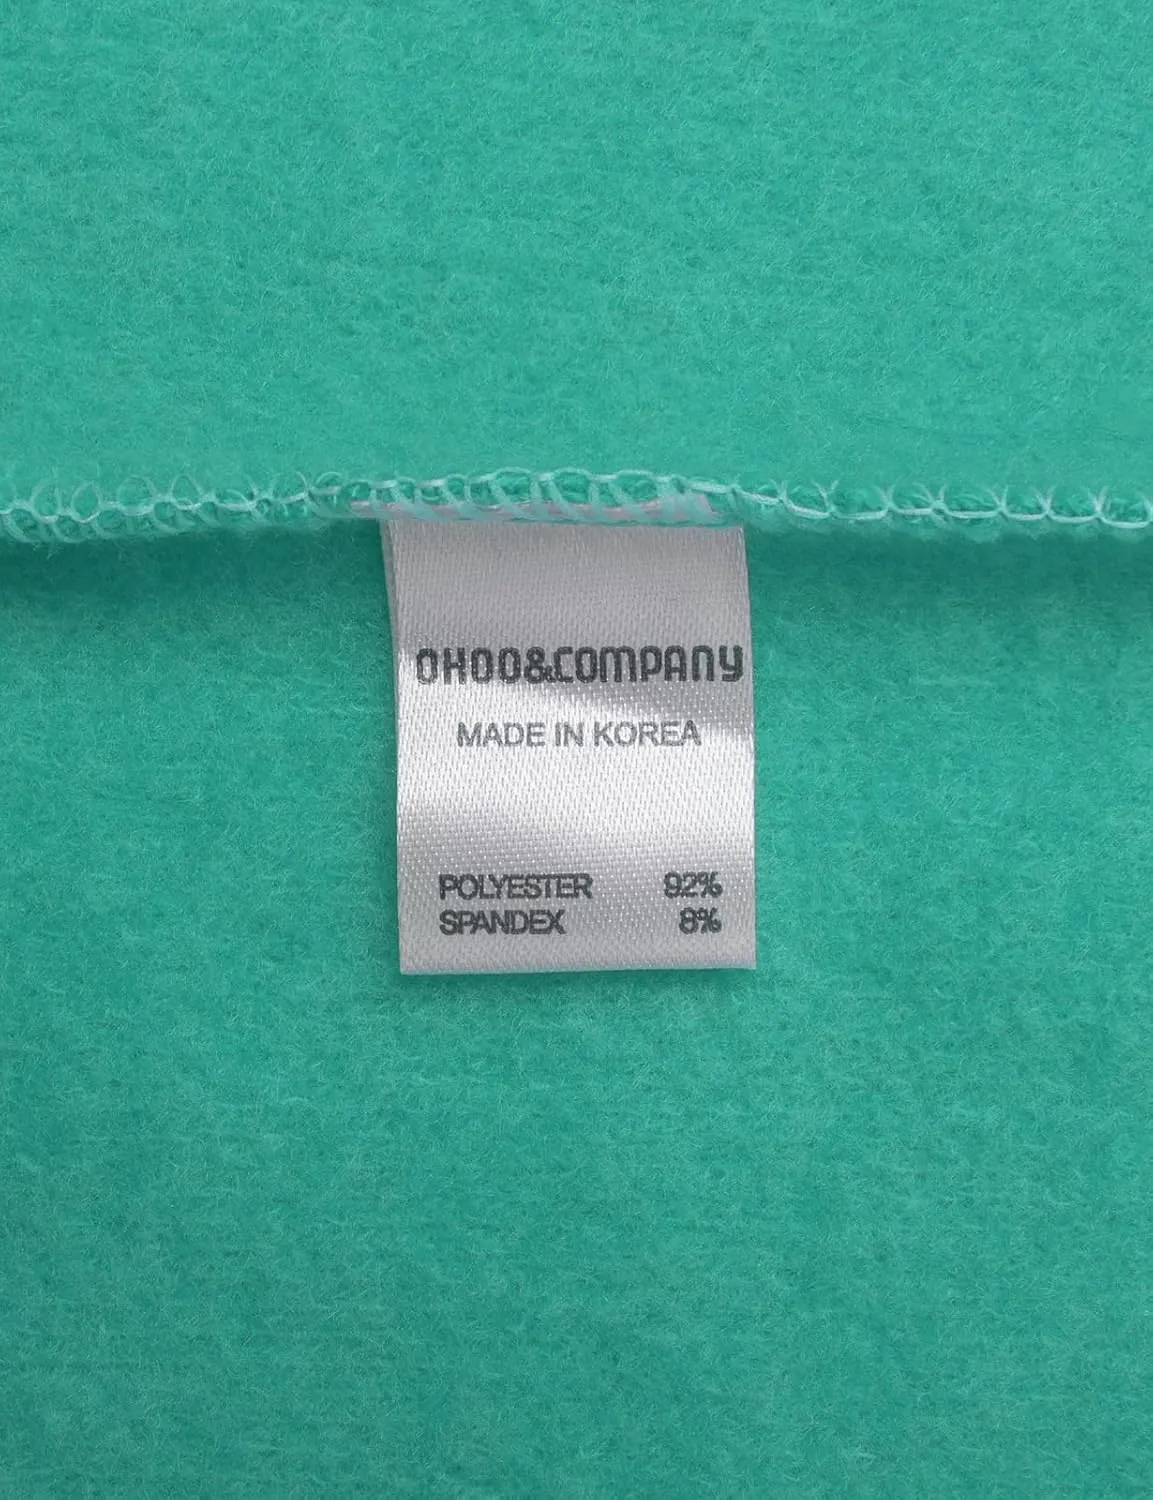 OHOO&COMPANY
MADE IN KOREA
POLYESTER 92%
SPANDEX 8%